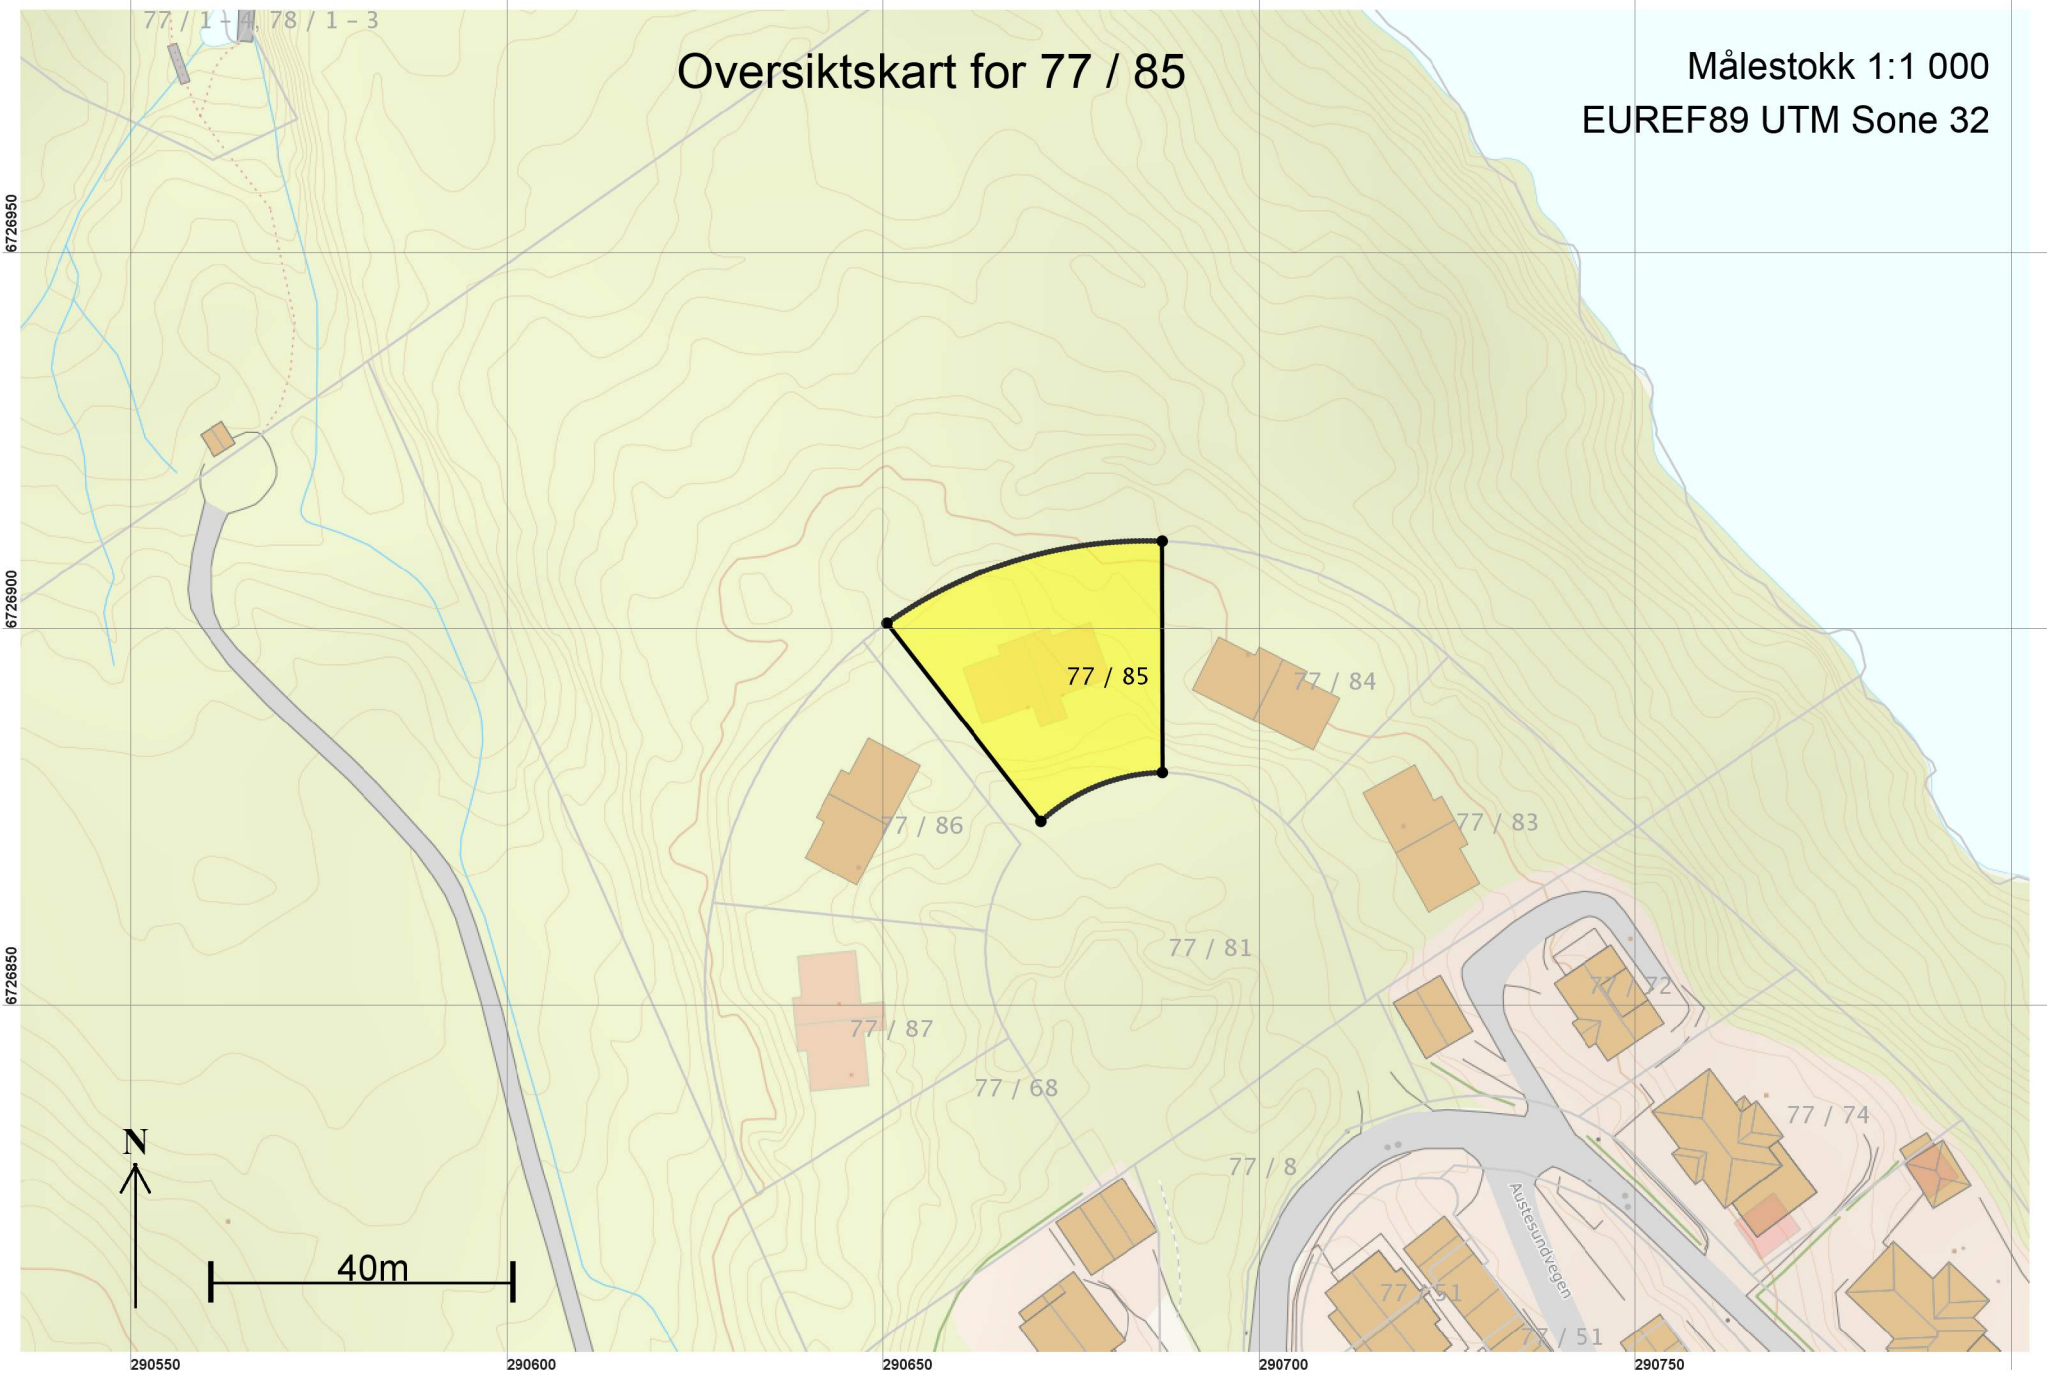 77 / 1 - 4, 78 / 1 - 3
Oversiktskart for 77 / 85
Målestokk 1:1 000
EUREF89 UTM Sone 32
6726950
6726900
77 / 85
77 / 84
77 / 86
77 / 83
77 / 81
6726850
77 / 72
77 / 87
77 / 68
77 / 74
N
77 / 8
Austesundvegen
40m
77 / 51
77 / 51
290550
290600
290650
290700
290750